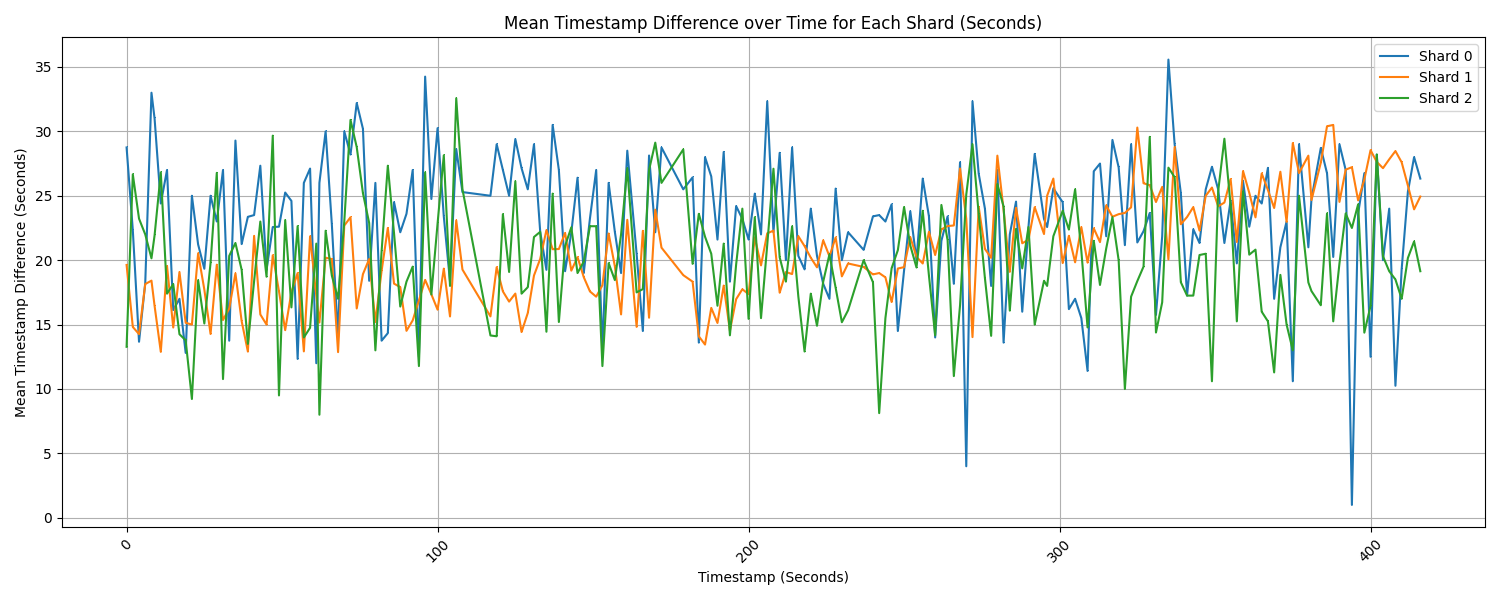 Mean Timestamp Difference over Time for Each Shard (Seconds)
Mean Timestamp Difference (Seconds)
35
30
25
20
15
10
5
0
Shard 0
Shard 1
Shard 2
0
100
200
300
400
Timestamp (Seconds)